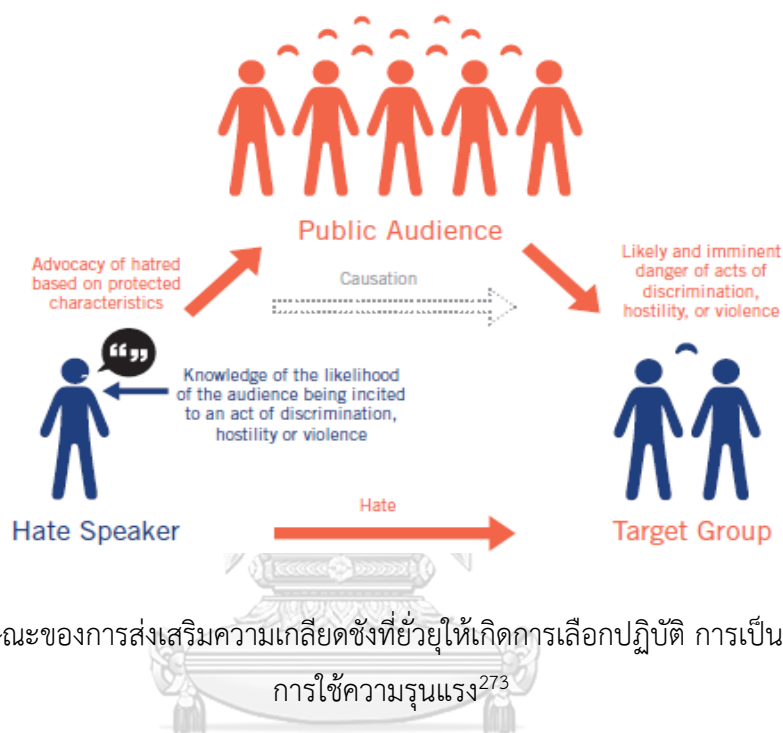 Public Audience
Advocacy of hatred
based on protected
characteristics
Causation
Likely and imminent
danger of acts of
discrimination,
hostility, or violence
Knowledge of the likelihood
of the audience being incited
to an act of discrimination,
hostility or violence
Hate Speaker
Hate
Target Group
ณะของการส่งเสริมความเกลียดชังที่ยั่วยุให้เกิดการเลือกปฏิบัติ การเป็น
การใช้ความรุนแรง273